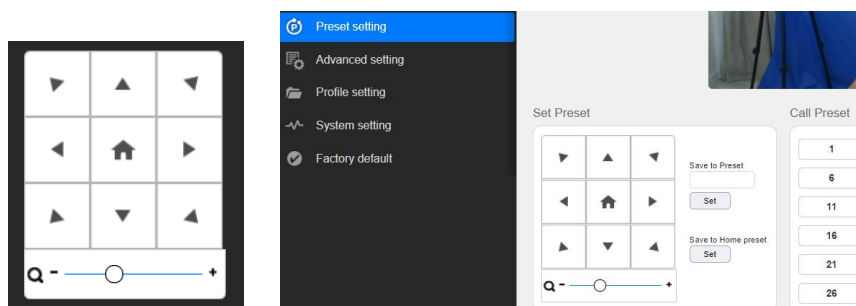 Preset setting
Advanced setting
Profile setting
System setting
Factory default
Set Preset
Save to Preset
Set
Save to Home preset
Set
Call Preset
1
6
11
16
21
26
- +
- +